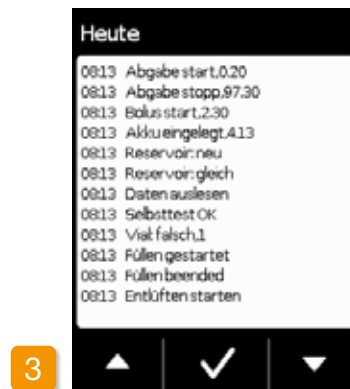 Heute
08:13 Abgabe start,0.20
08:13 Abgabe stopp,97.30
08:13 Bolus start,2.30
08:13 Akku eingelegt,4.13
08:13 Reservoir: neu
08:13 Reservoir: gleich
08:13 Daten auslesen
08:13 Selbsttest OK
08:13 Vial: falsch,1
08:13 Füllen gestartet
08:13 Füllen beended
08:13 Entlüften starten
3